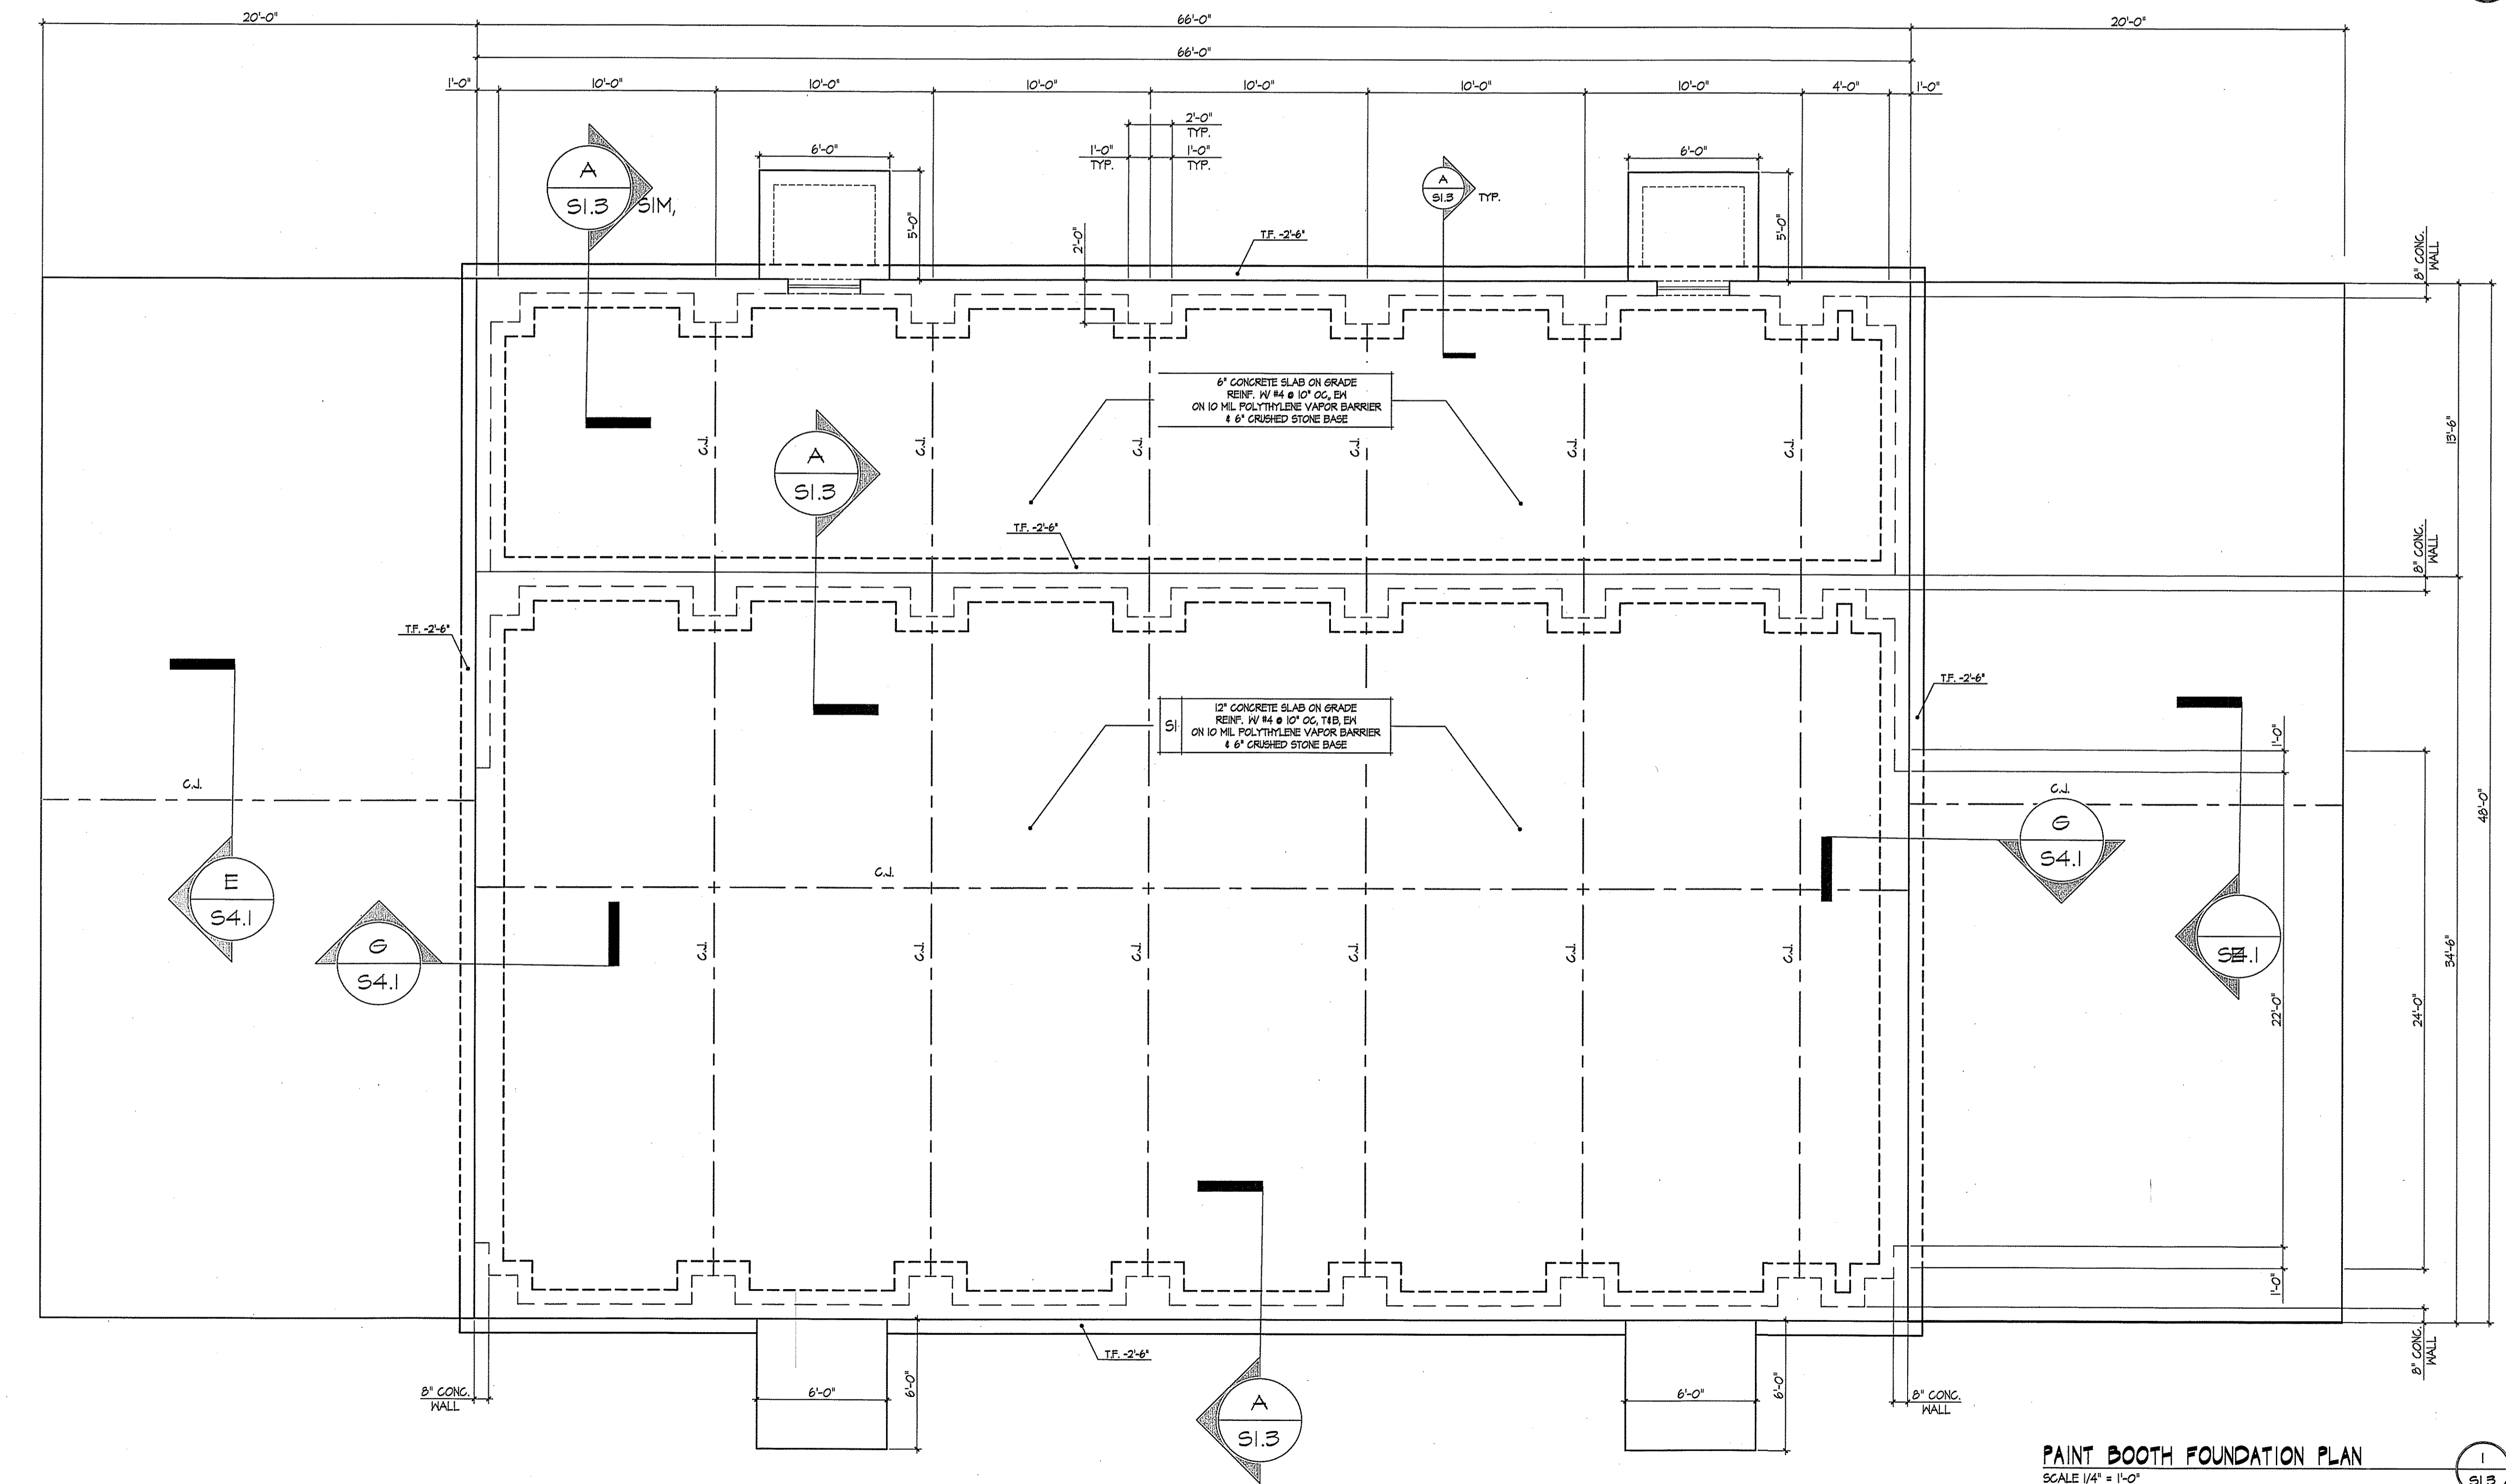 20'-0"
66'-0"
20'-0"
66'-0"
1'-0"
10'-0"
10'-0"
10'-0"
10'-0"
10'-0"
10'-0"
4'-0"
1'-0"
2'-0"
TYP.
1'-0"
TYP.
1'-0"
TYP.
6'-0"
6'-0"
A
S1.3
SIM,
A
S1.3
TYP.
5'-0"
2'-0"
T.F. -2'-6"
5'-0"
8" CONC.
WALL
6" CONCRETE SLAB ON GRADE
REINF. W/ #4 @ 10" OC, EW
ON 10 MIL POLYTHYLENE VAPOR BARRIER
& 6" CRUSHED STONE BASE
C.J.
C.J.
C.J.
C.J.
C.J.
C.J.
13'-6"
A
S1.3
T.F. -2'-6"
8" CONC.
WALL
T.F. -2'-6"
T.F. -2'-6"
S1
12" CONCRETE SLAB ON GRADE
REINF. W/ #4 @ 10" OC, T&B, EW
ON 10 MIL POLYTHYLENE VAPOR BARRIER
& 6" CRUSHED STONE BASE
1'-0"
C.J.
C.J.
48'-0"
G
S4.1
C.J.
E
S4.1
G
S4.1
C.J.
C.J.
C.J.
C.J.
C.J.
C.J.
E
S4.1
34'-6"
22'-0"
24'-0"
1'-0"
T.F. -2'-6"
8" CONC.
WALL
8" CONC.
WALL
6'-0"
6'-0"
A
S1.3
6'-0"
6'-0"
8" CONC.
WALL
PAINT BOOTH FOUNDATION PLAN
SCALE 1/4" = 1'-0"
1
S1.3